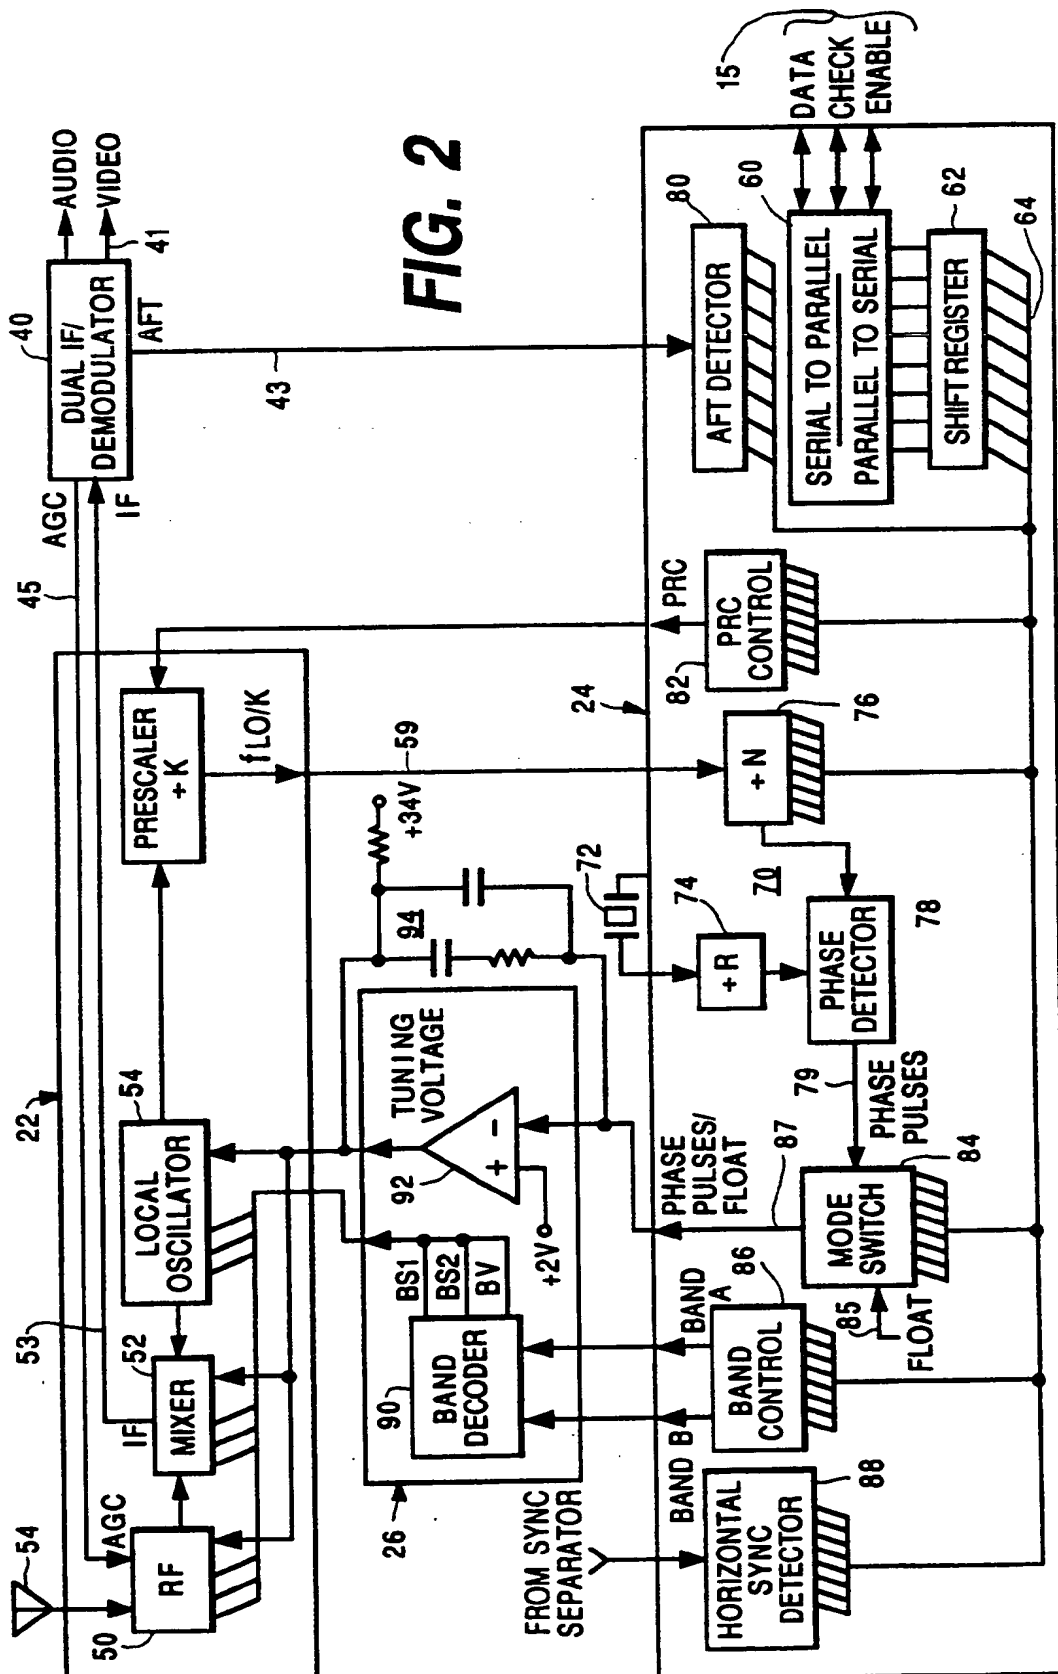 54
50
RF
AGC
IF
MIXER
52
53
LOCAL
OSCILLATOR
54
22
PRESCALER
+K
fLO/K
45
AGC
IF
40
DUAL IF/
DEMODULATOR
AUDIO
VIDEO
41
AFT
43
FIG. 2
26
90
BAND
DECODER
BS1
BS2
BV
+2V
92
+
-
TUNING
VOLTAGE
94
+34V
59
FROM SYNC
SEPARATOR
BAND B
BAND A
PHASE
PULSES/
FLOAT
87
72
24
PRC
HORIZONTAL
SYNC
DETECTOR
88
BAND
CONTROL
86
FLOAT
85
MODE
SWITCH
84
PHASE
PULSES
79
PHASE
DETECTOR
78
+R
74
70
+N
76
PRC
CONTROL
82
AFT DETECTOR
80
SERIAL TO PARALLEL
PARALLEL TO SERIAL
60
SHIFT REGISTER
62
64
15
DATA
CHECK
ENABLE